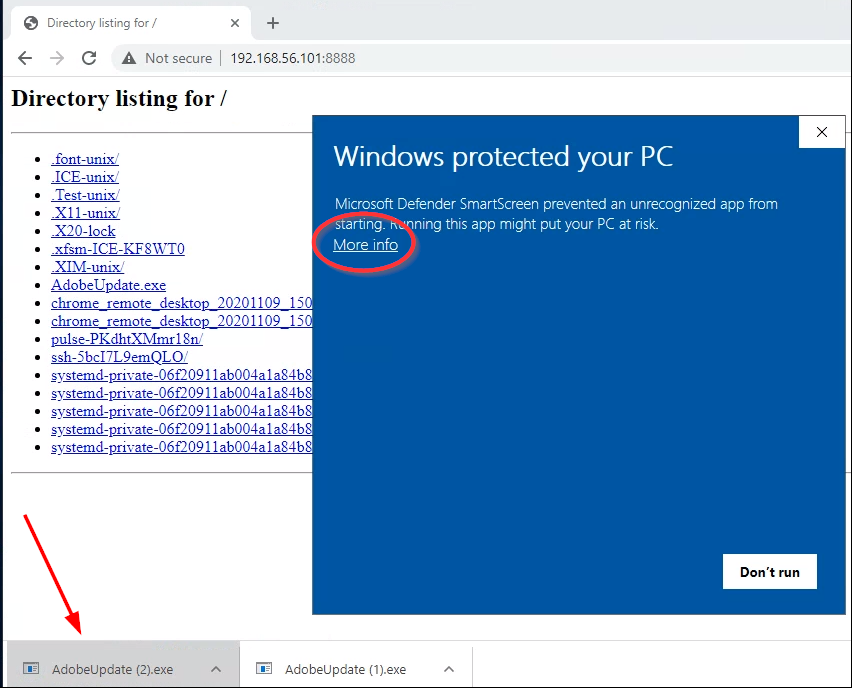 Directory listing for /
Not secure
192.168.56.101:8888
Directory listing for /
.font-unix/
.ICE-unix/
.Test-unix/
.X11-unix/
.X20-lock
.xfsm-ICE-KF8WT0
.XIM-unix/
AdobeUpdate.exe
chrome_remote_desktop_20201109_150
chrome_remote_desktop_20201109_150
pulse-PKdhtXMmr18n/
ssh-5bcI7L9emQLO/
systemd-private-06f20911ab004a1a84b8
systemd-private-06f20911ab004a1a84b8
systemd-private-06f20911ab004a1a84b8
systemd-private-06f20911ab004a1a84b8
systemd-private-06f20911ab004a1a84b8
Windows protected your PC
Microsoft Defender SmartScreen prevented an unrecognized app from
starting. Running this app might put your PC at risk.
More info
Don't run
AdobeUpdate (2).exe
AdobeUpdate (1).exe